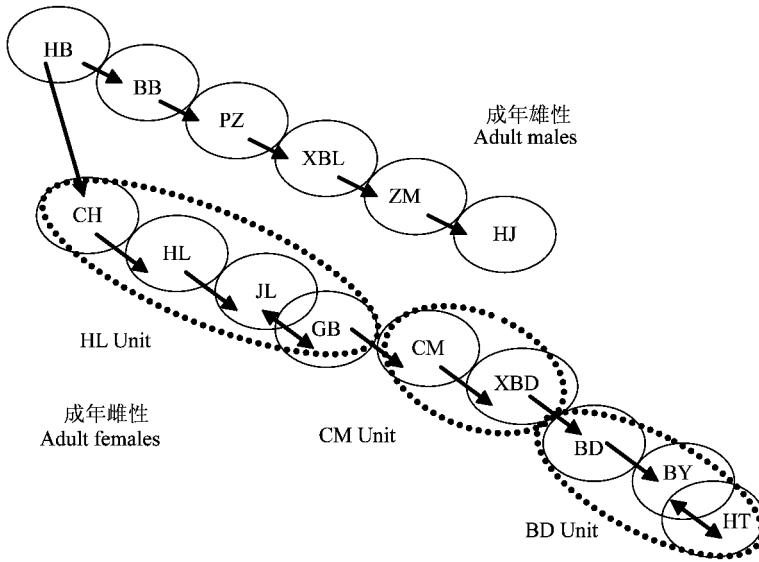 HB
BB
PZ
XBL
ZM
HJ
成年雄性
Adult males
CH
HL
JL
GB
HL Unit
CM
XBD
CM Unit
成年雌性
Adult females
BD
BY
HT
BD Unit